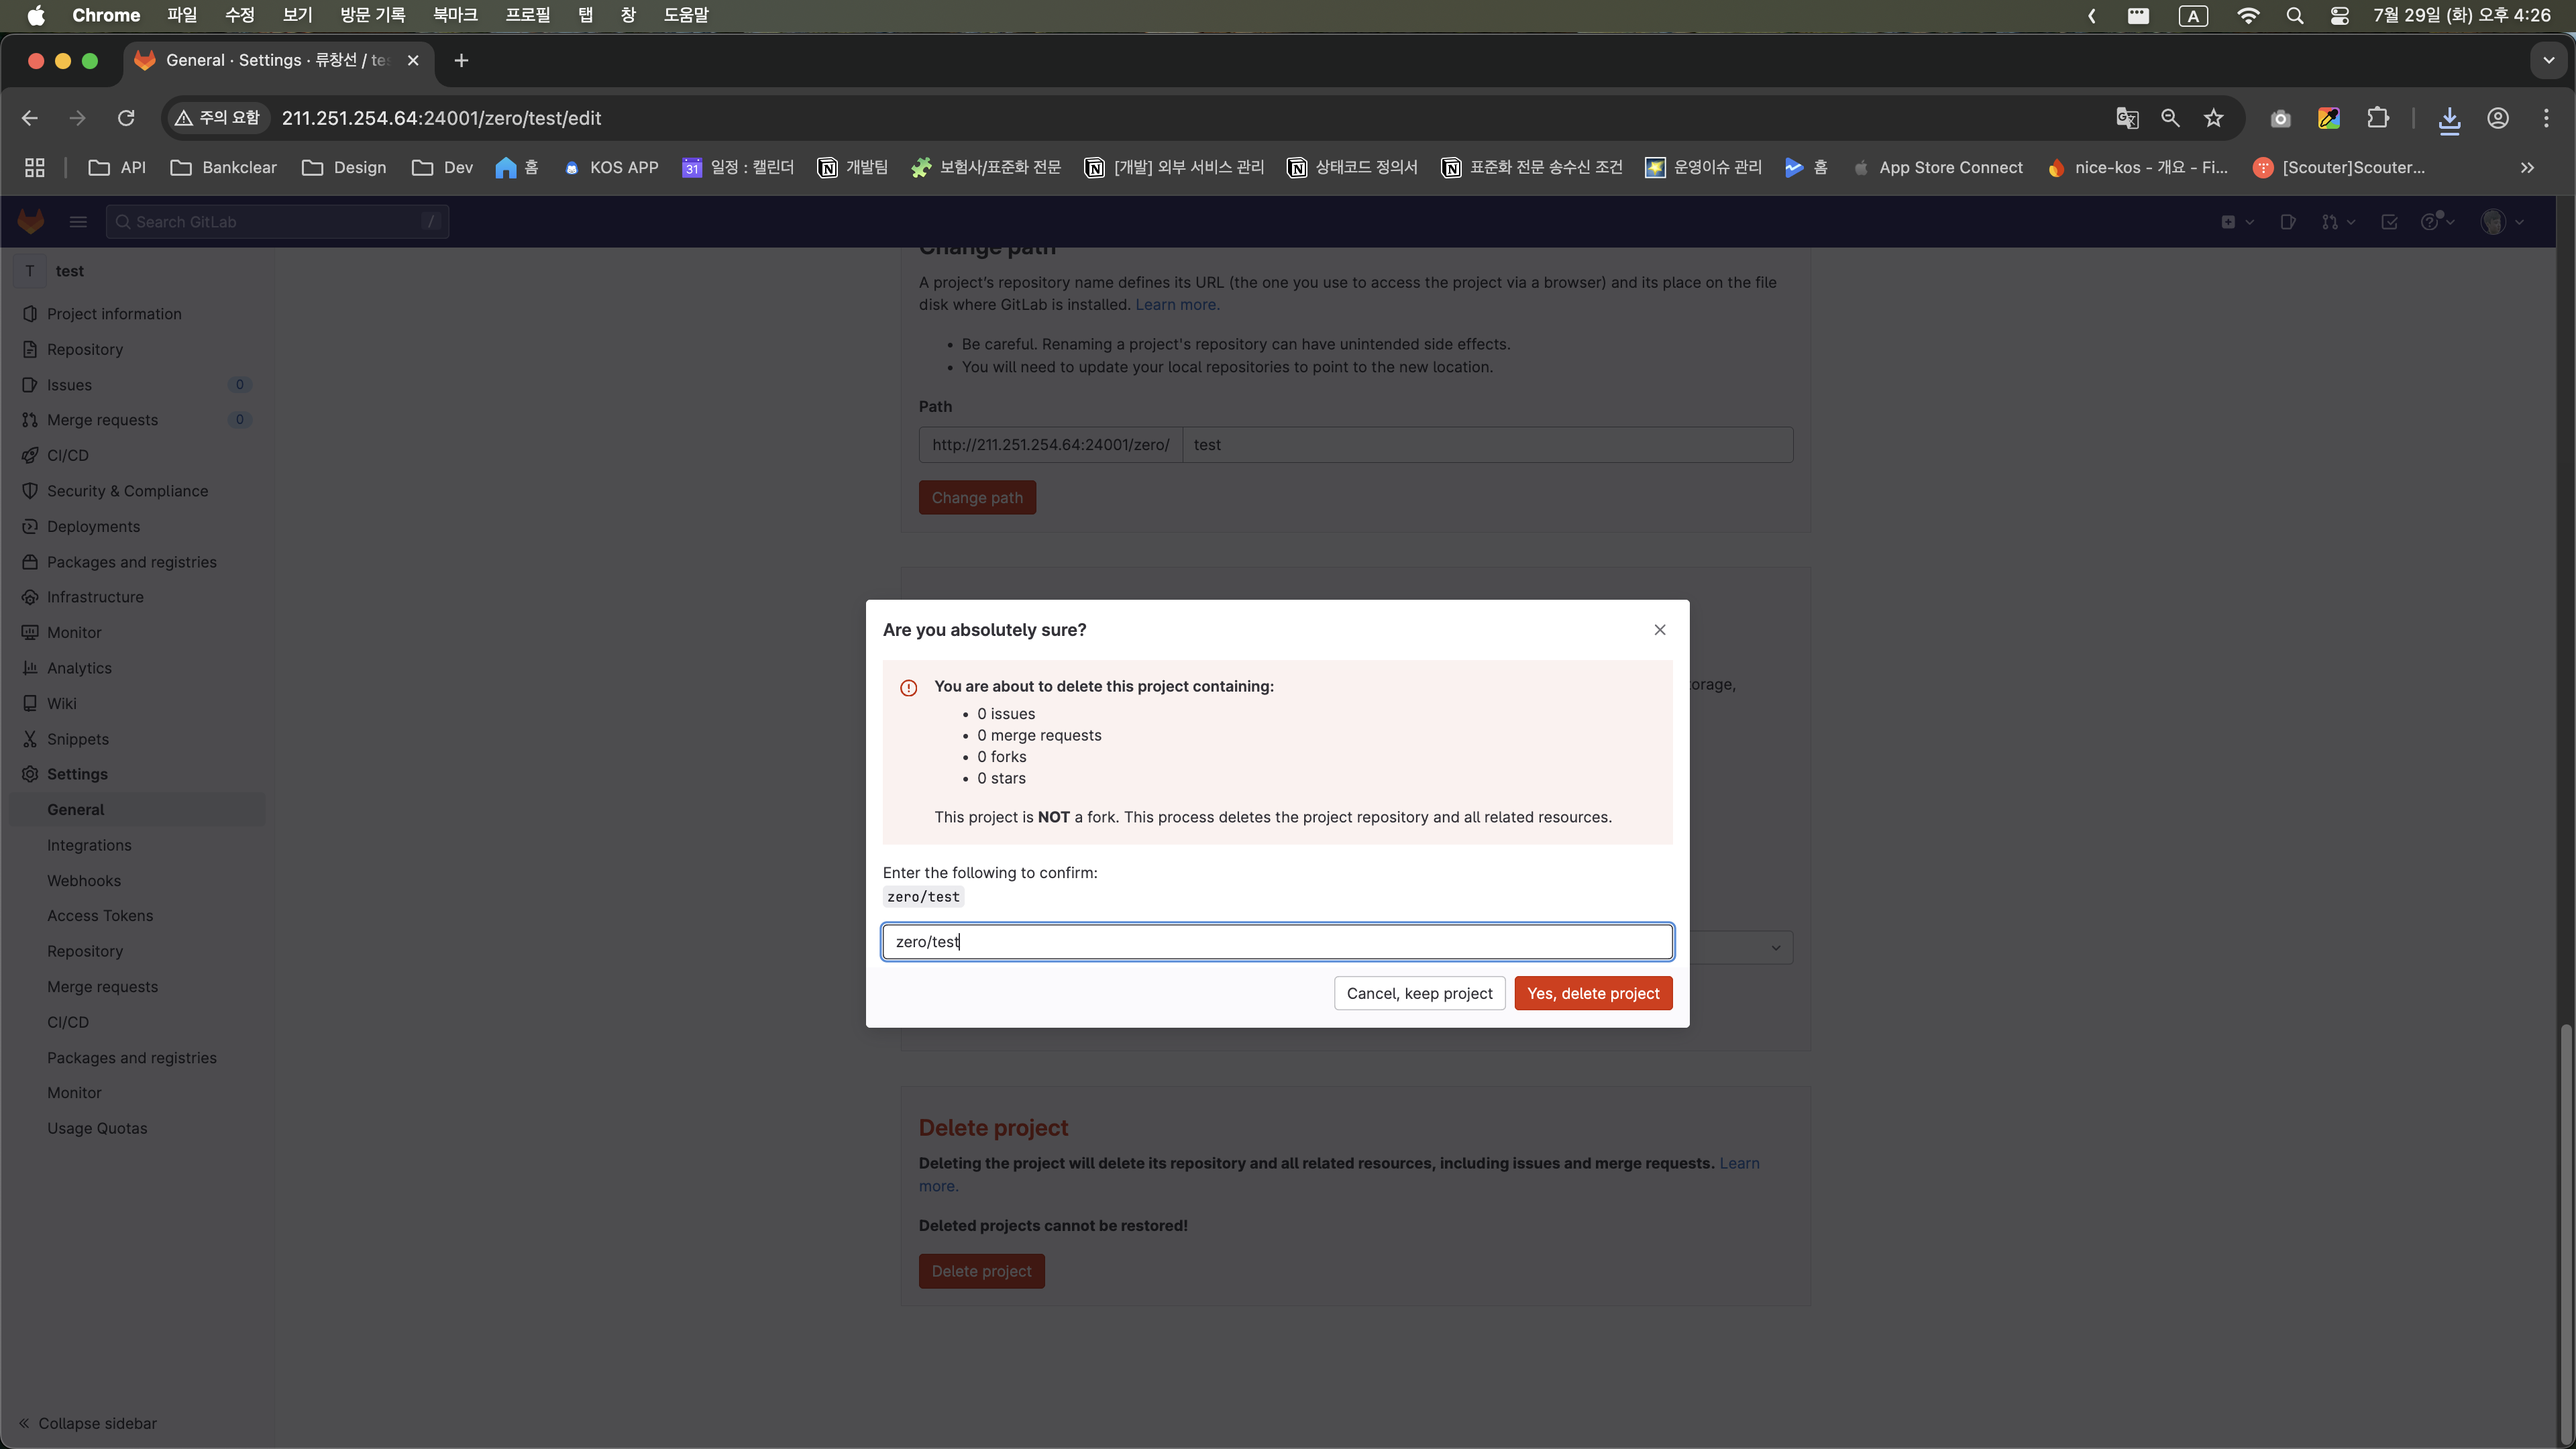 Chrome 파일 수정 보기 방문 기록 북마크 프로필 탭 창 도움말 A 7월 29일 (화) 오후 4:26
General · Settings · 류창선 / tes
주의 요함 211.251.254.64:24001/zero/test/edit
API Bankclear Design Dev 홈 KOS APP 31 일정 : 캘린더 개발팀 보험사/표준화 전문 [개발] 외부 서비스 관리 상태코드 정의서 표준화 전문 송수신 조건 운영이슈 관리 홈 App Store Connect nice-kos - 개요 - Fi... [Scouter]Scouter...
Search GitLab /
T test
Project information
Repository
Issues 0
Merge requests 0
CI/CD
Security & Compliance
Deployments
Packages and registries
Infrastructure
Monitor
Analytics
Wiki
Snippets
Settings
General
Integrations
Webhooks
Access Tokens
Repository
Merge requests
CI/CD
Packages and registries
Monitor
Usage Quotas
Collapse sidebar
Change path
A project's repository name defines its URL (the one you use to access the project via a browser) and its place on the file
disk where GitLab is installed. Learn more.
Be careful. Renaming a project's repository can have unintended side effects.
You will need to update your local repositories to point to the new location.
Path
http://211.251.254.64:24001/zero/ test
Change path
orage,
Are you absolutely sure?
You are about to delete this project containing:
0 issues
0 merge requests
0 forks
0 stars
This project is NOT a fork. This process deletes the project repository and all related resources.
Enter the following to confirm:
zero/test
zero/test
Cancel, keep project Yes, delete project
Delete project
Deleting the project will delete its repository and all related resources, including issues and merge requests. Learn
more.
Deleted projects cannot be restored!
Delete project